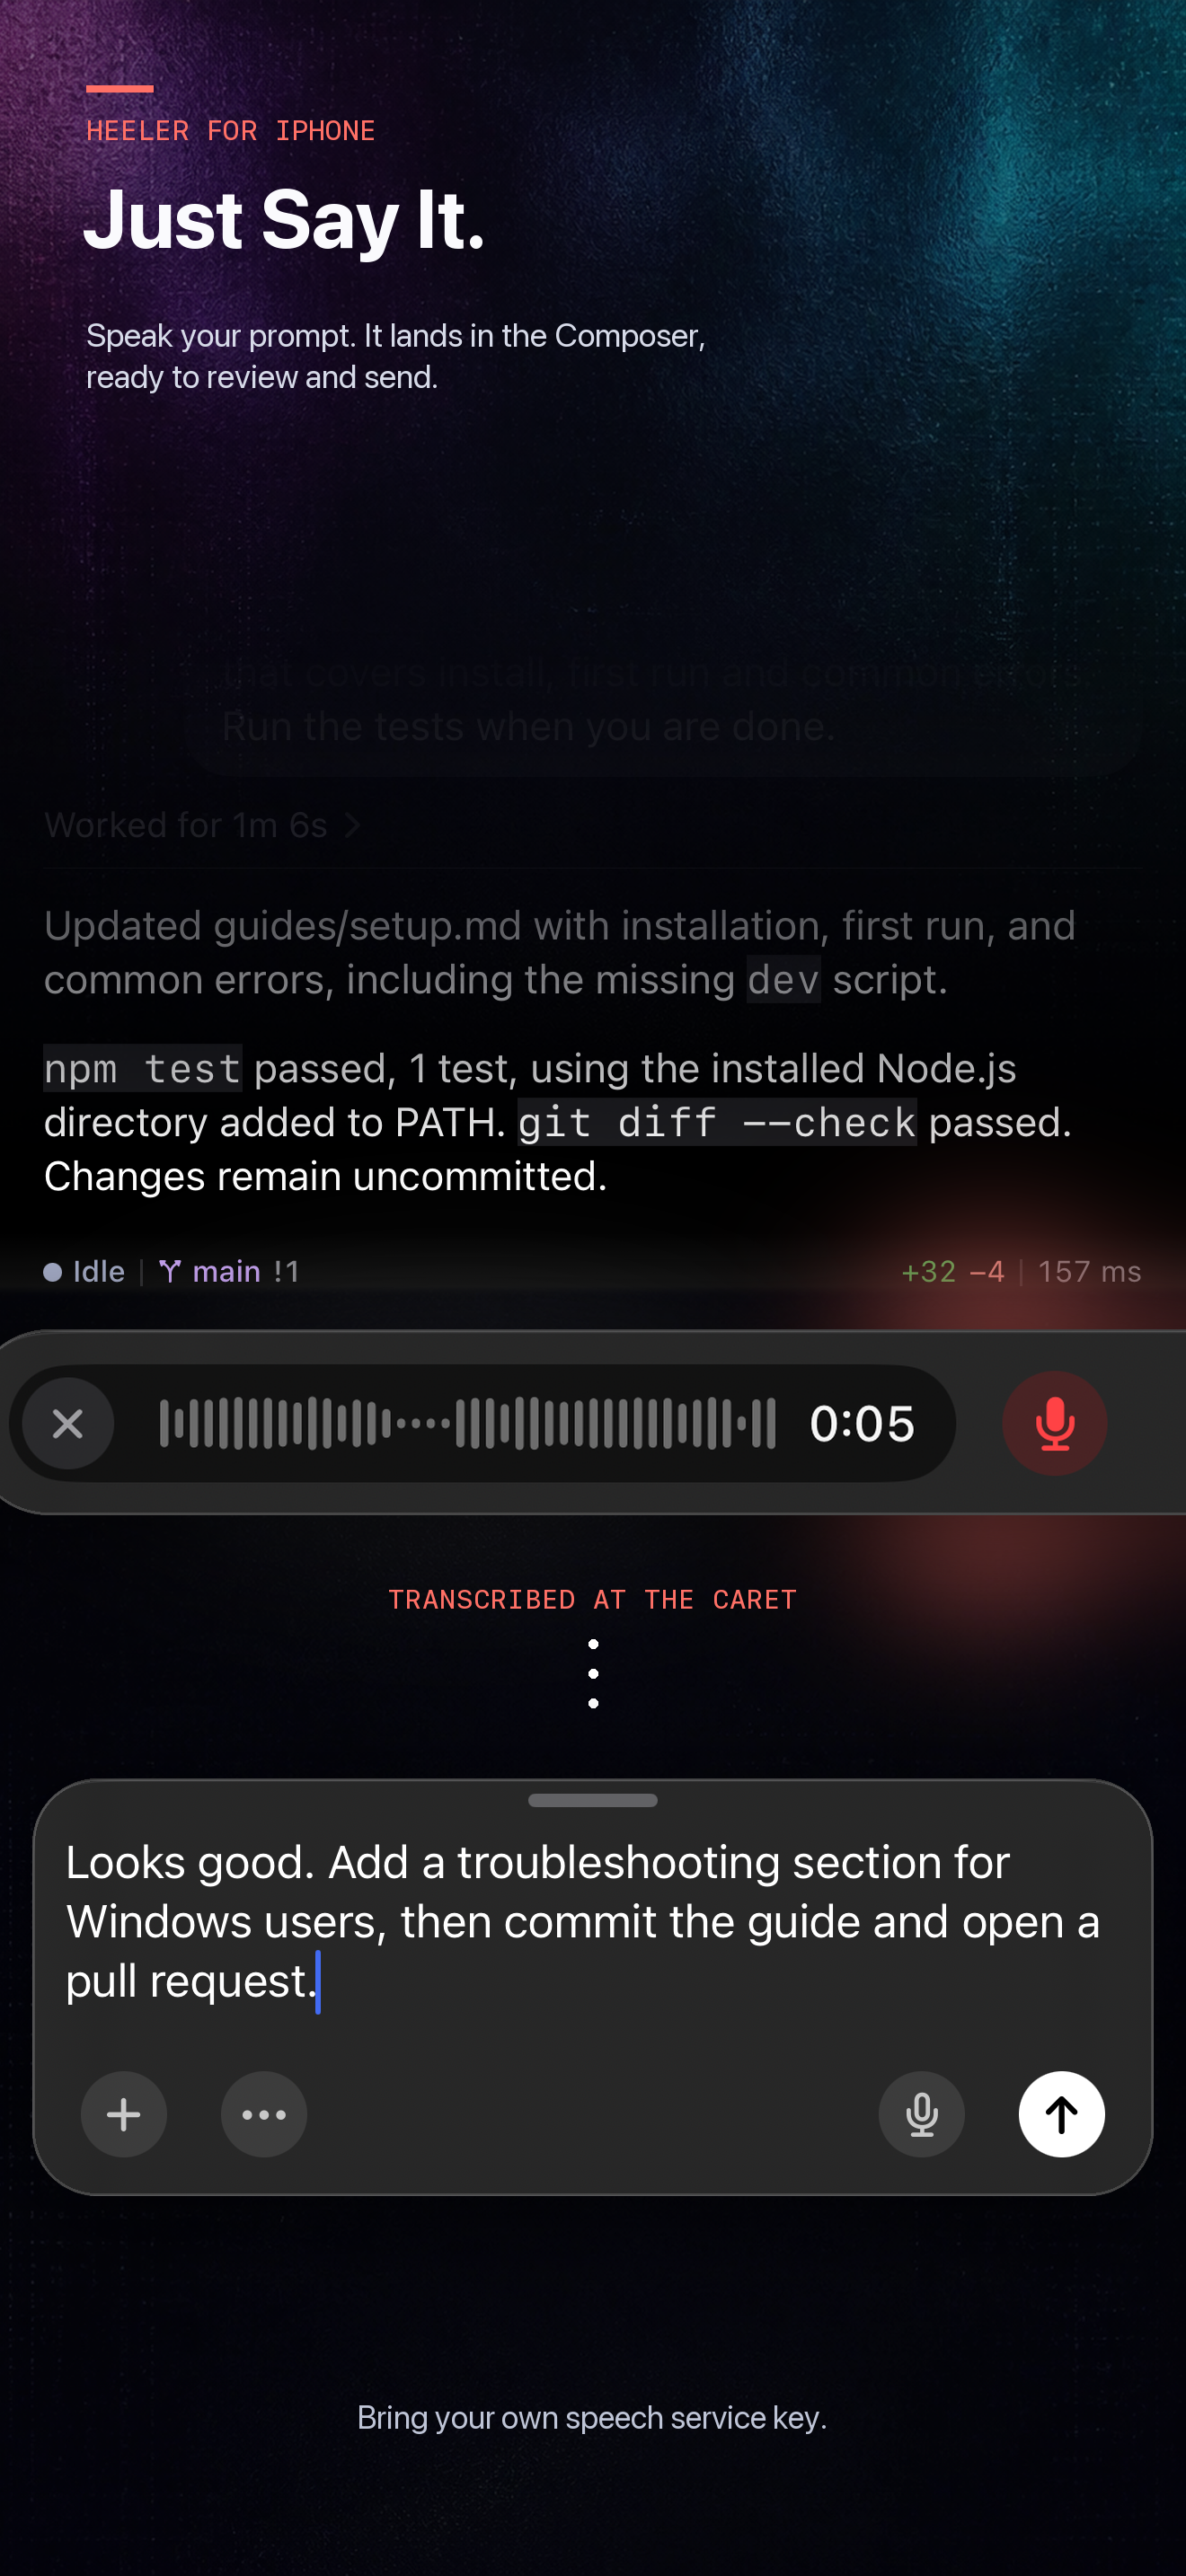 HEELER FOR IPHONE
Just Say It.
Speak your prompt. It lands in the Composer,
ready to review and send.
that covers install, first run and common errors.
Run the tests when you are done.
Worked for 1m 6s
Updated guides/setup.md with installation, first run, and
common errors, including the missing dev script.
npm test passed, 1 test, using the installed Node.js
directory added to PATH. git diff --check passed.
Changes remain uncommitted.
Idle | main !1 +32 −4 | 157 ms
0:05
TRANSCRIBED AT THE CARET
Looks good. Add a troubleshooting section for
Windows users, then commit the guide and open a
pull request.
Bring your own speech service key.